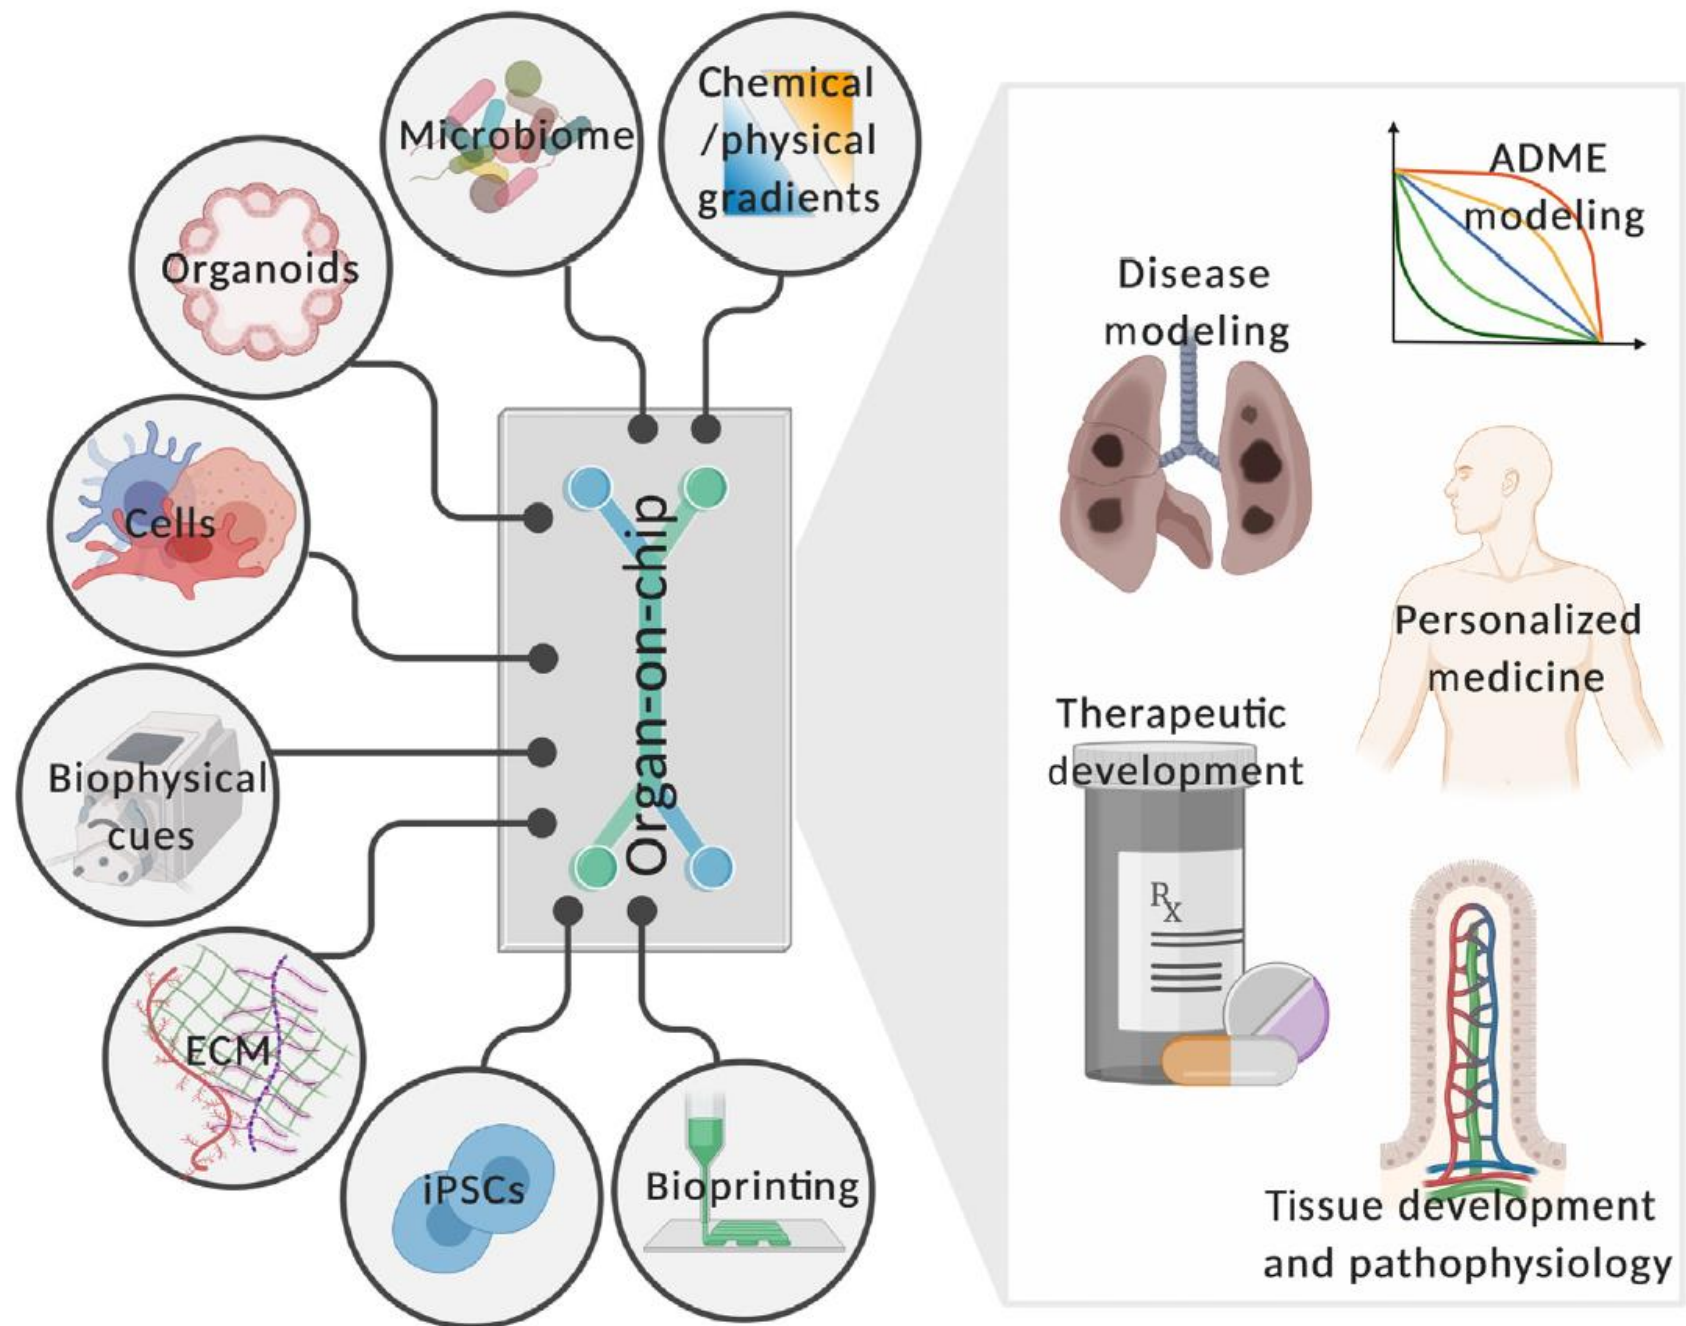 Microbiome
Chemical
/physical
gradients
Organoids
Cells
Biophysical
cues
ECM
iPSCs
Bioprinting
Organ-on-chip
ADME
modeling
Disease
modeling
Personalized
medicine
Therapeutic
development
Rx
Tissue development
and pathophysiology